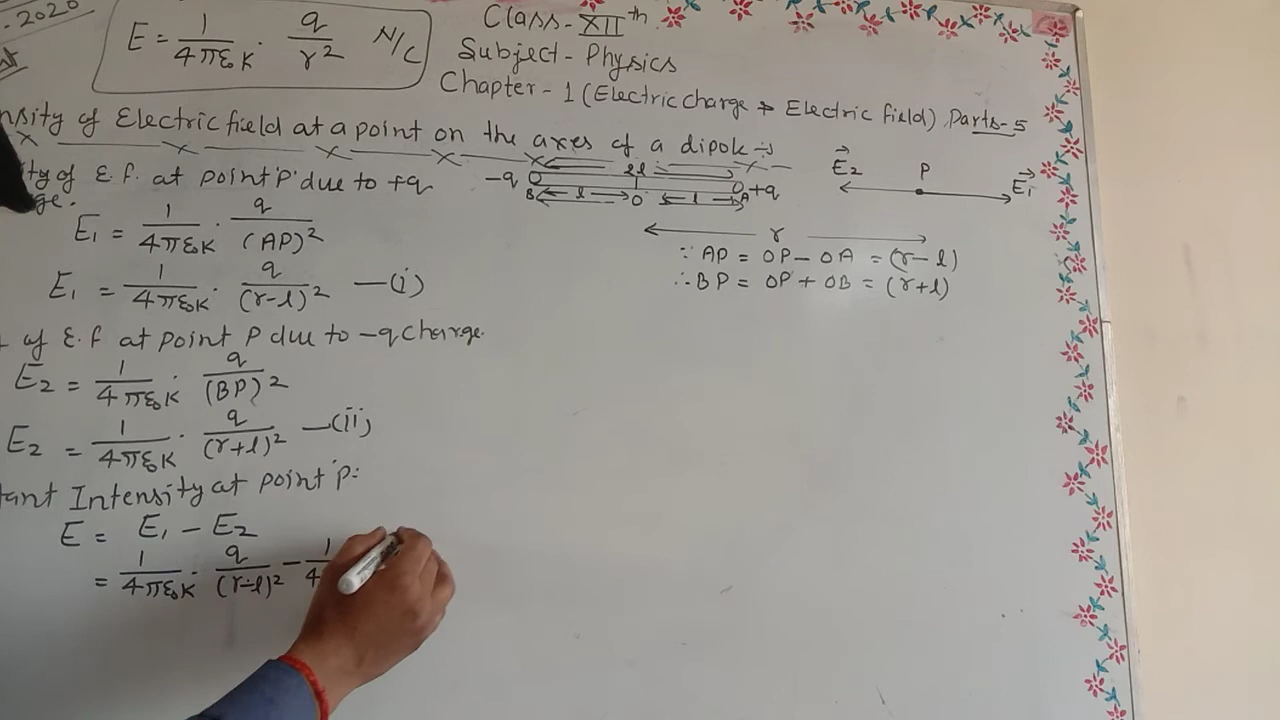 .2020
E = 1/4πε₀K · q/r² N/C
Class - XIIth
Subject - Physics
Chapter - 1 (Electric charge & Electric field) Parts - 5
nsity of Electric field at a point on the axes of a dipole :-
ity of E.f. at point 'P' due to +q
ge.
-q 2l +q
B l O l A
E⃗₂ P E⃗₁
r
E₁ = 1/4πε₀K · q/(AP)²
∵ AP = OP - OA = (r-l)
∴ BP = OP + OB = (r+l)
E₁ = 1/4πε₀K · q/(r-l)² —(i)
of E.f at point P due to -q Charge.
E₂ = 1/4πε₀K · q/(BP)²
E₂ = 1/4πε₀K · q/(r+l)² —(ii)
tant Intensity at point 'P:
E = E₁ - E₂
= 1/4πε₀K · q/(r-l)² - 1/4